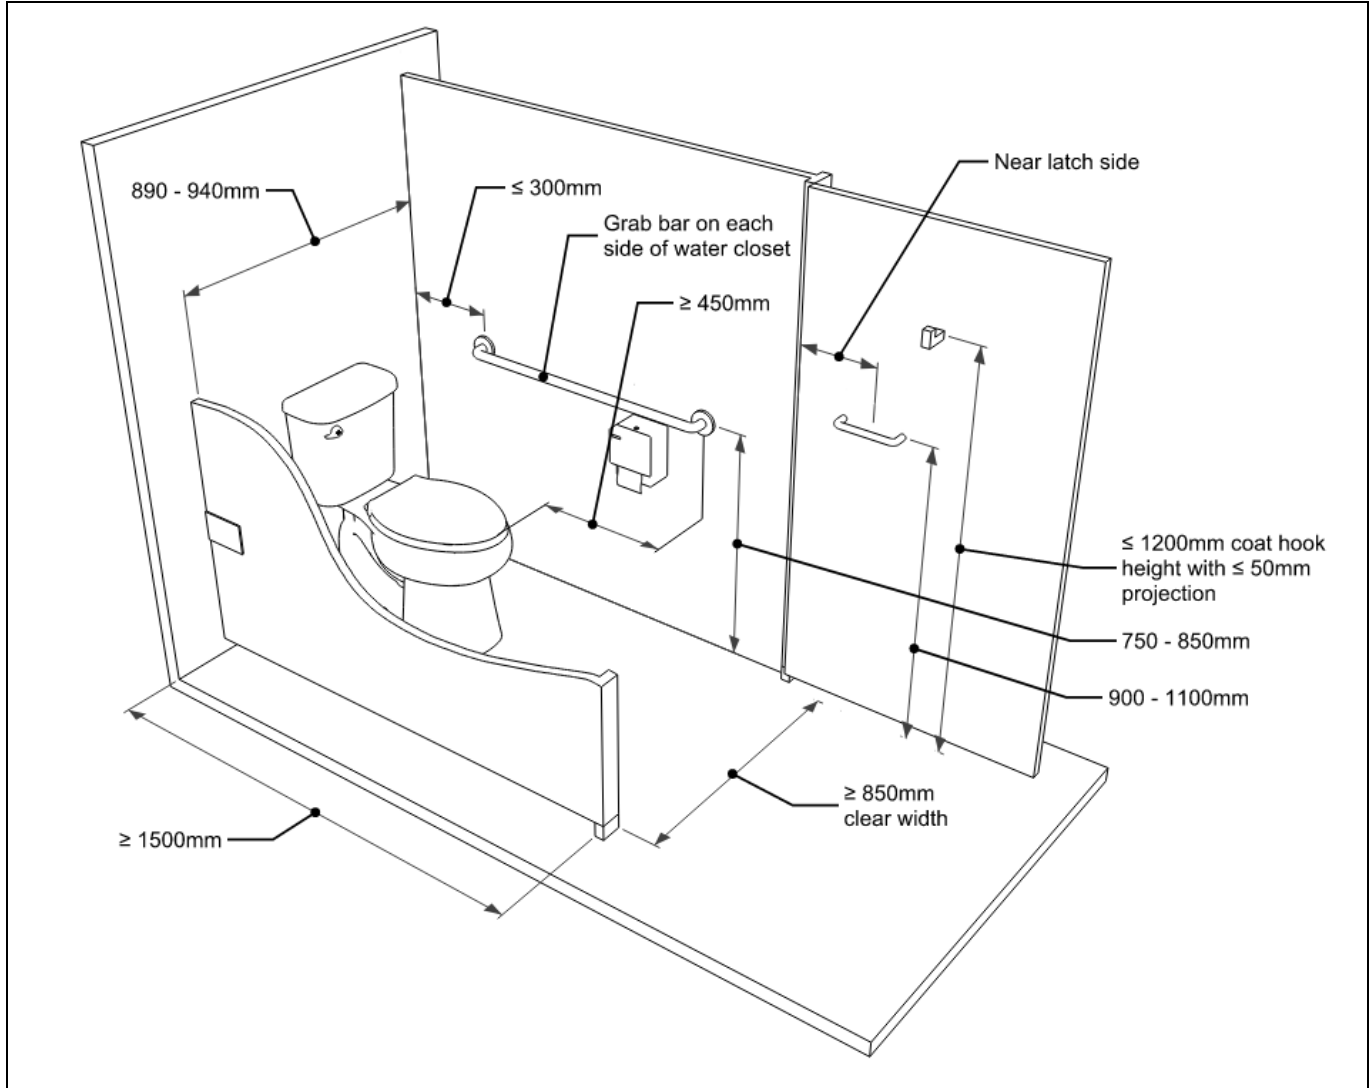 Near latch side
890 - 940mm
≤ 300mm
Grab bar on each
side of water closet
≥ 450mm
≤ 1200mm coat hook
height with ≤ 50mm
projection
750 - 850mm
900 - 1100mm
≥ 850mm
clear width
≥ 1500mm